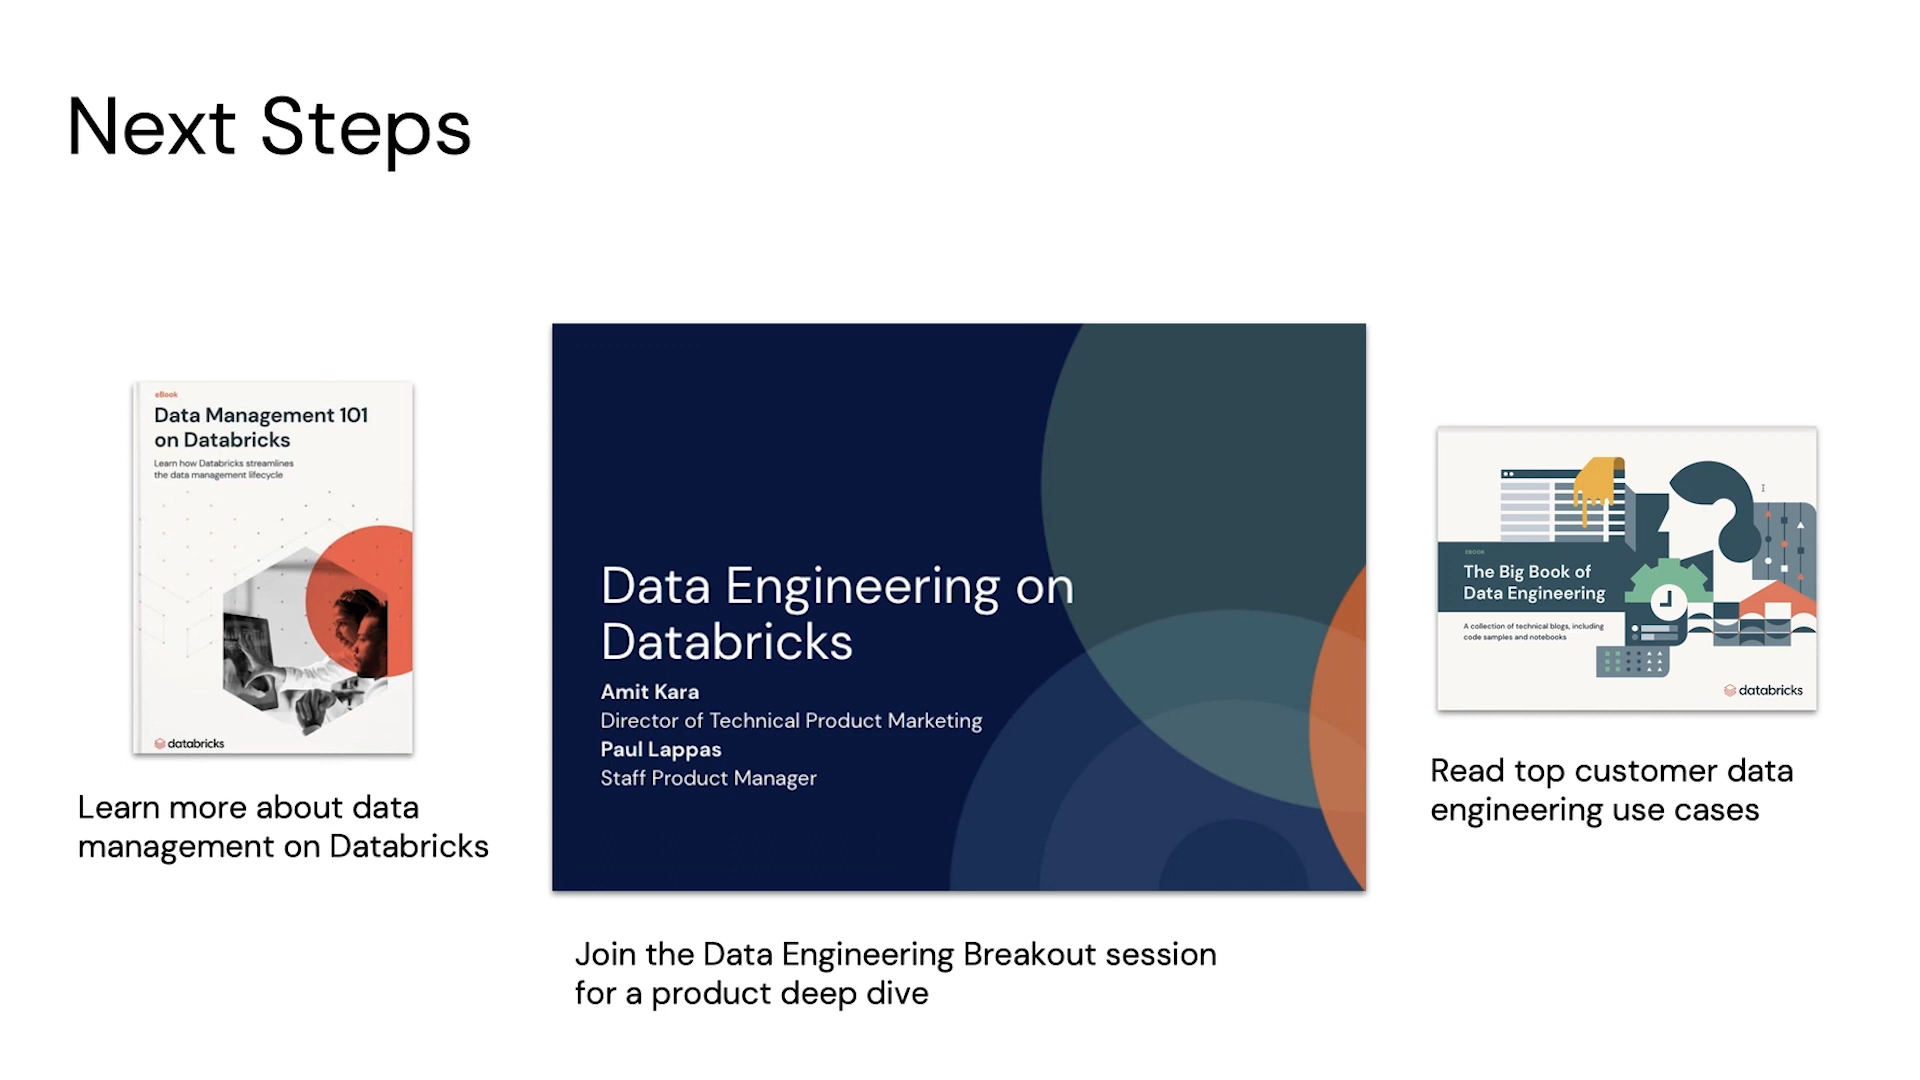 Next Steps
eBook
Data Management 101
on Databricks
Learn how Databricks streamlines
the data management lifecycle
databricks
Learn more about data
management on Databricks
Data Engineering on
Databricks
Amit Kara
Director of Technical Product Marketing
Paul Lappas
Staff Product Manager
Join the Data Engineering Breakout session
for a product deep dive
EBOOK
The Big Book of
Data Engineering
A collection of technical blogs, including
code samples and notebooks
databricks
Read top customer data
engineering use cases